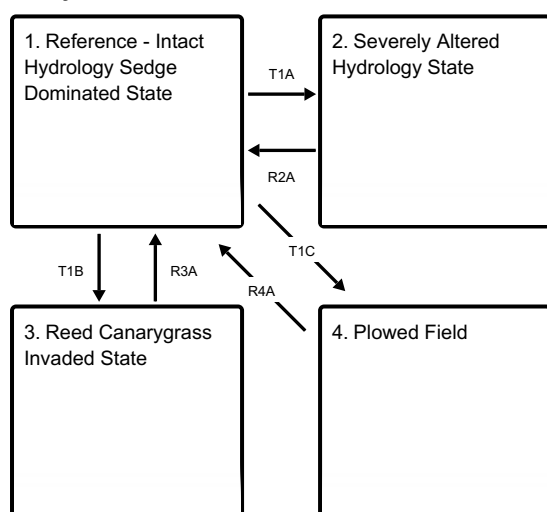 1. Reference - Intact
Hydrology Sedge
Dominated State
2. Severely Altered
Hydrology State
T1A
R2A
T1C
T1B
R3A
R4A
3. Reed Canarygrass
Invaded State
4. Plowed Field